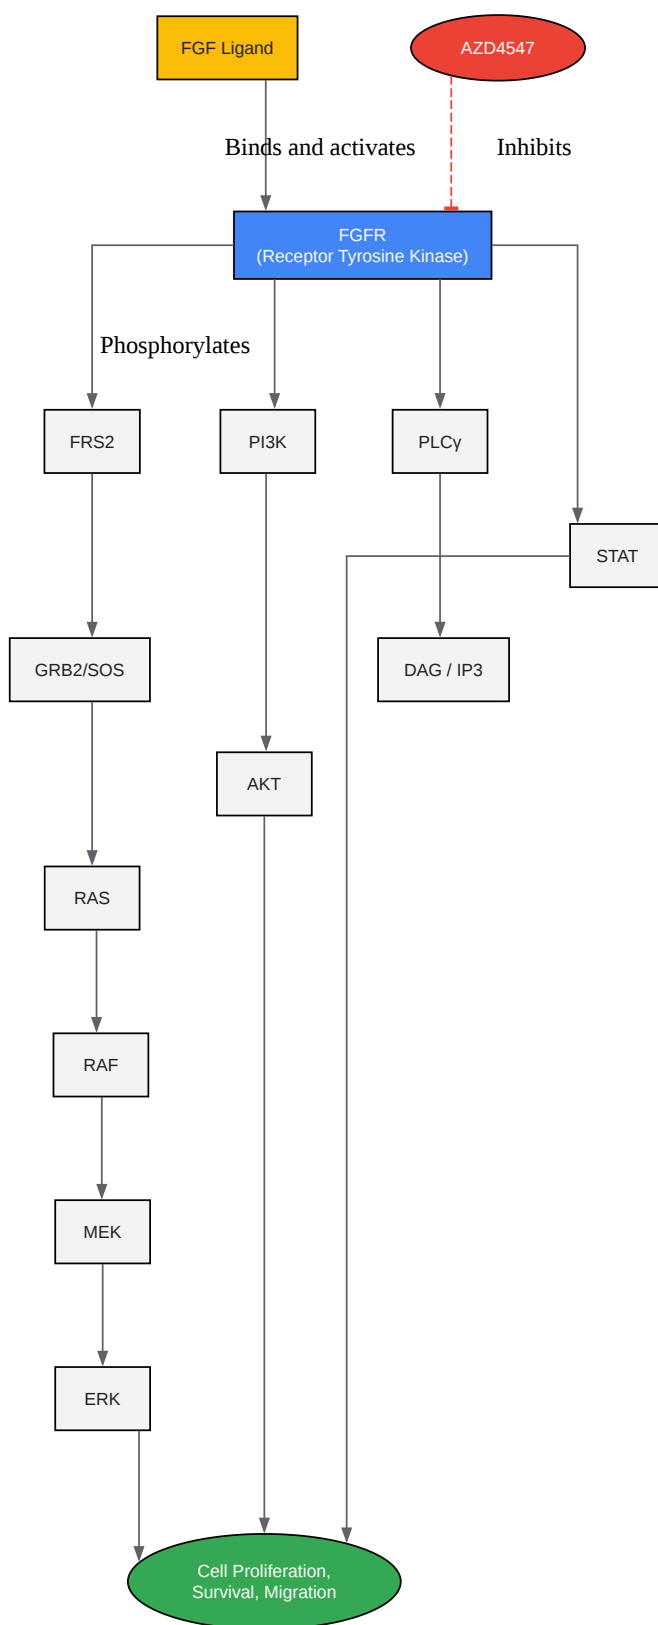 FGF Ligand
AZD4547
Binds and activates
Inhibits
FGFR
(Receptor Tyrosine Kinase)
Phosphorylates
FRS2
PI3K
PLCγ
STAT
GRB2/SOS
DAG / IP3
AKT
RAS
RAF
MEK
ERK
Cell Proliferation,
Survival, Migration